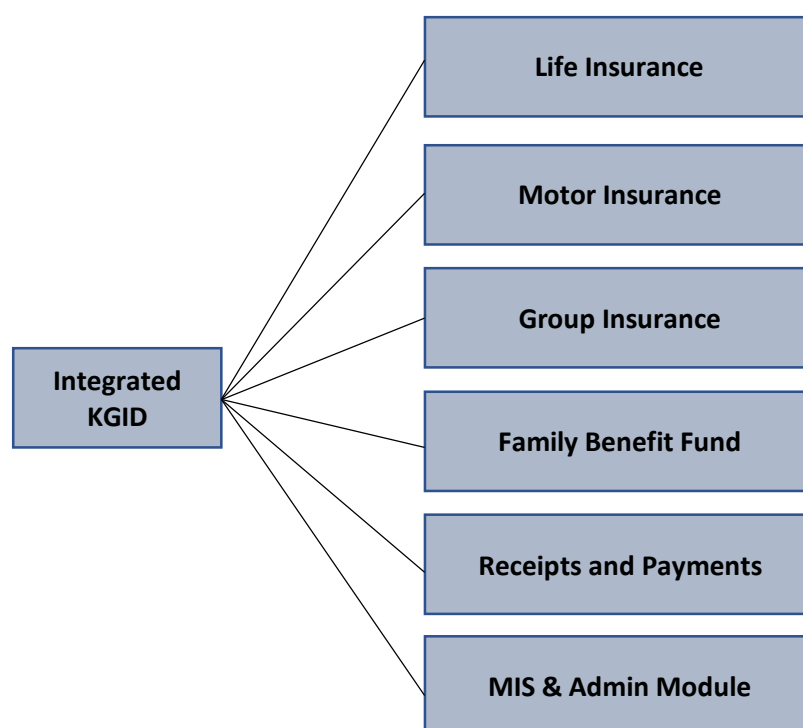 Life Insurance
Motor Insurance
Group Insurance
Integrated
KGID
Family Benefit Fund
Receipts and Payments
MIS & Admin Module